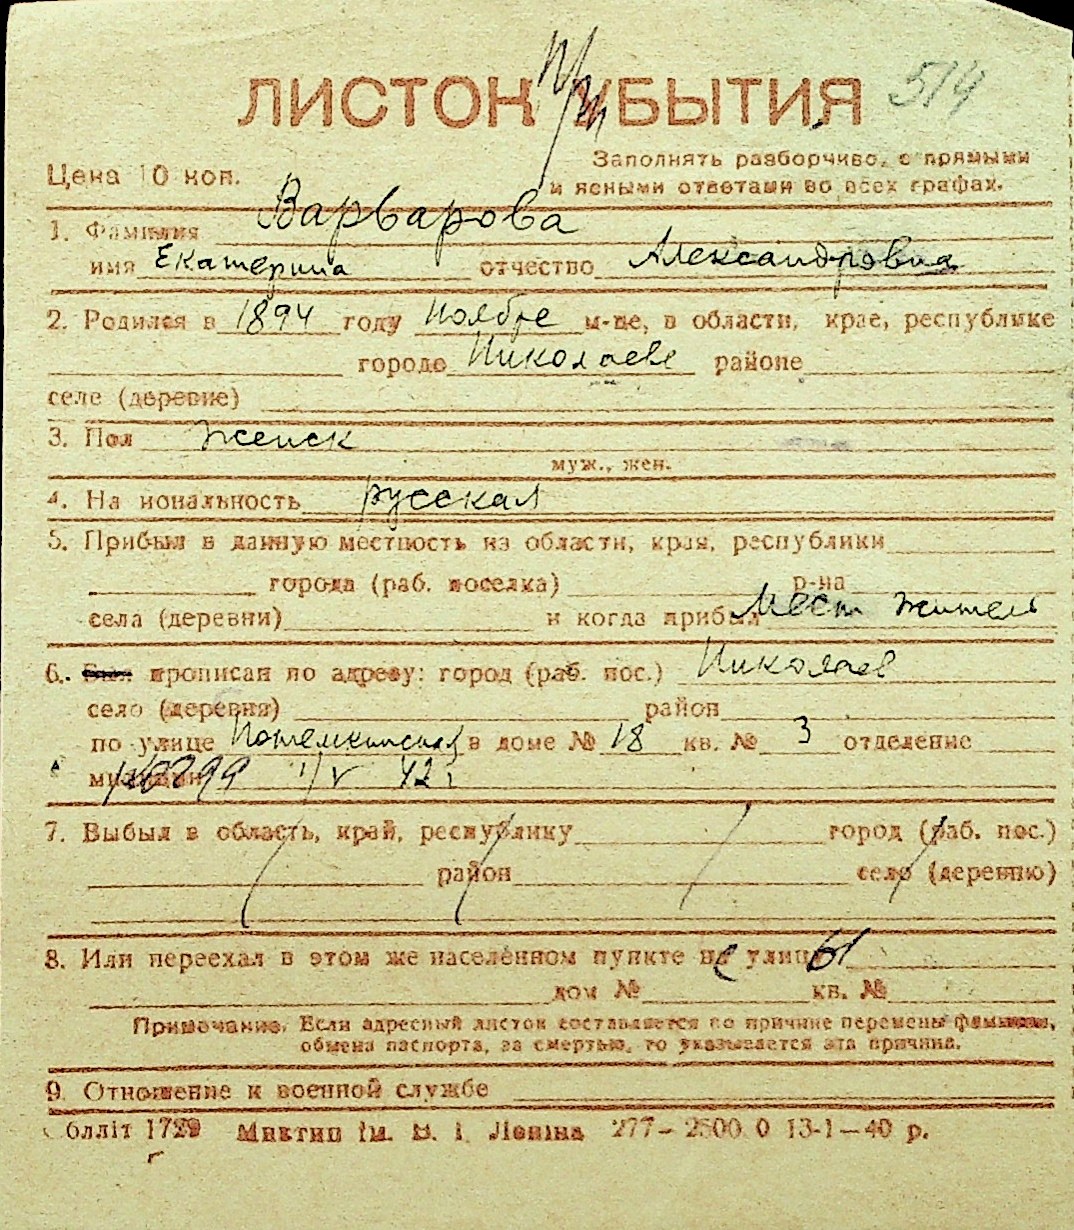 514
ЛИСТОК УБЫТИЯ
при
Цена 10 коп.
Заполнять разборчиво, с прямыми
и ясными ответами во всех графах.
1. Фамилия Варварова
имя Екатерина отчество Александровна
2. Родился в 1894 году Ноябре м-це, в области, крае, республике
городе Николаеве районе
селе (деревне)
3. Пол Женск
муж., жен.
4. Национальность русская
5. Прибыл в данную местность из области, края, республики
города (раб. поселка) р-на
села (деревни) и когда прибыл Мест житель
6. Был прописан по адресу: город (раб. пос.) Николаев
село (деревня) район
по улице Потемкинская в доме № 18 кв. № 3 отделение
милиции 1/V 42 г
7. Выбыл в область, край, республику город (раб. пос.)
район село (деревню)
8. Или переехал в этом же населённом пункте на улицу
дом № кв. №
Примечание. Если адресный листок составляется по причине перемены фамилии,
обмена паспорта, за смертью, то указывается эта причина.
9. Отношение к военной службе
Облліт 1729 Миктип ім. В. І. Леніна 277—2500 0 13-1—40 р.